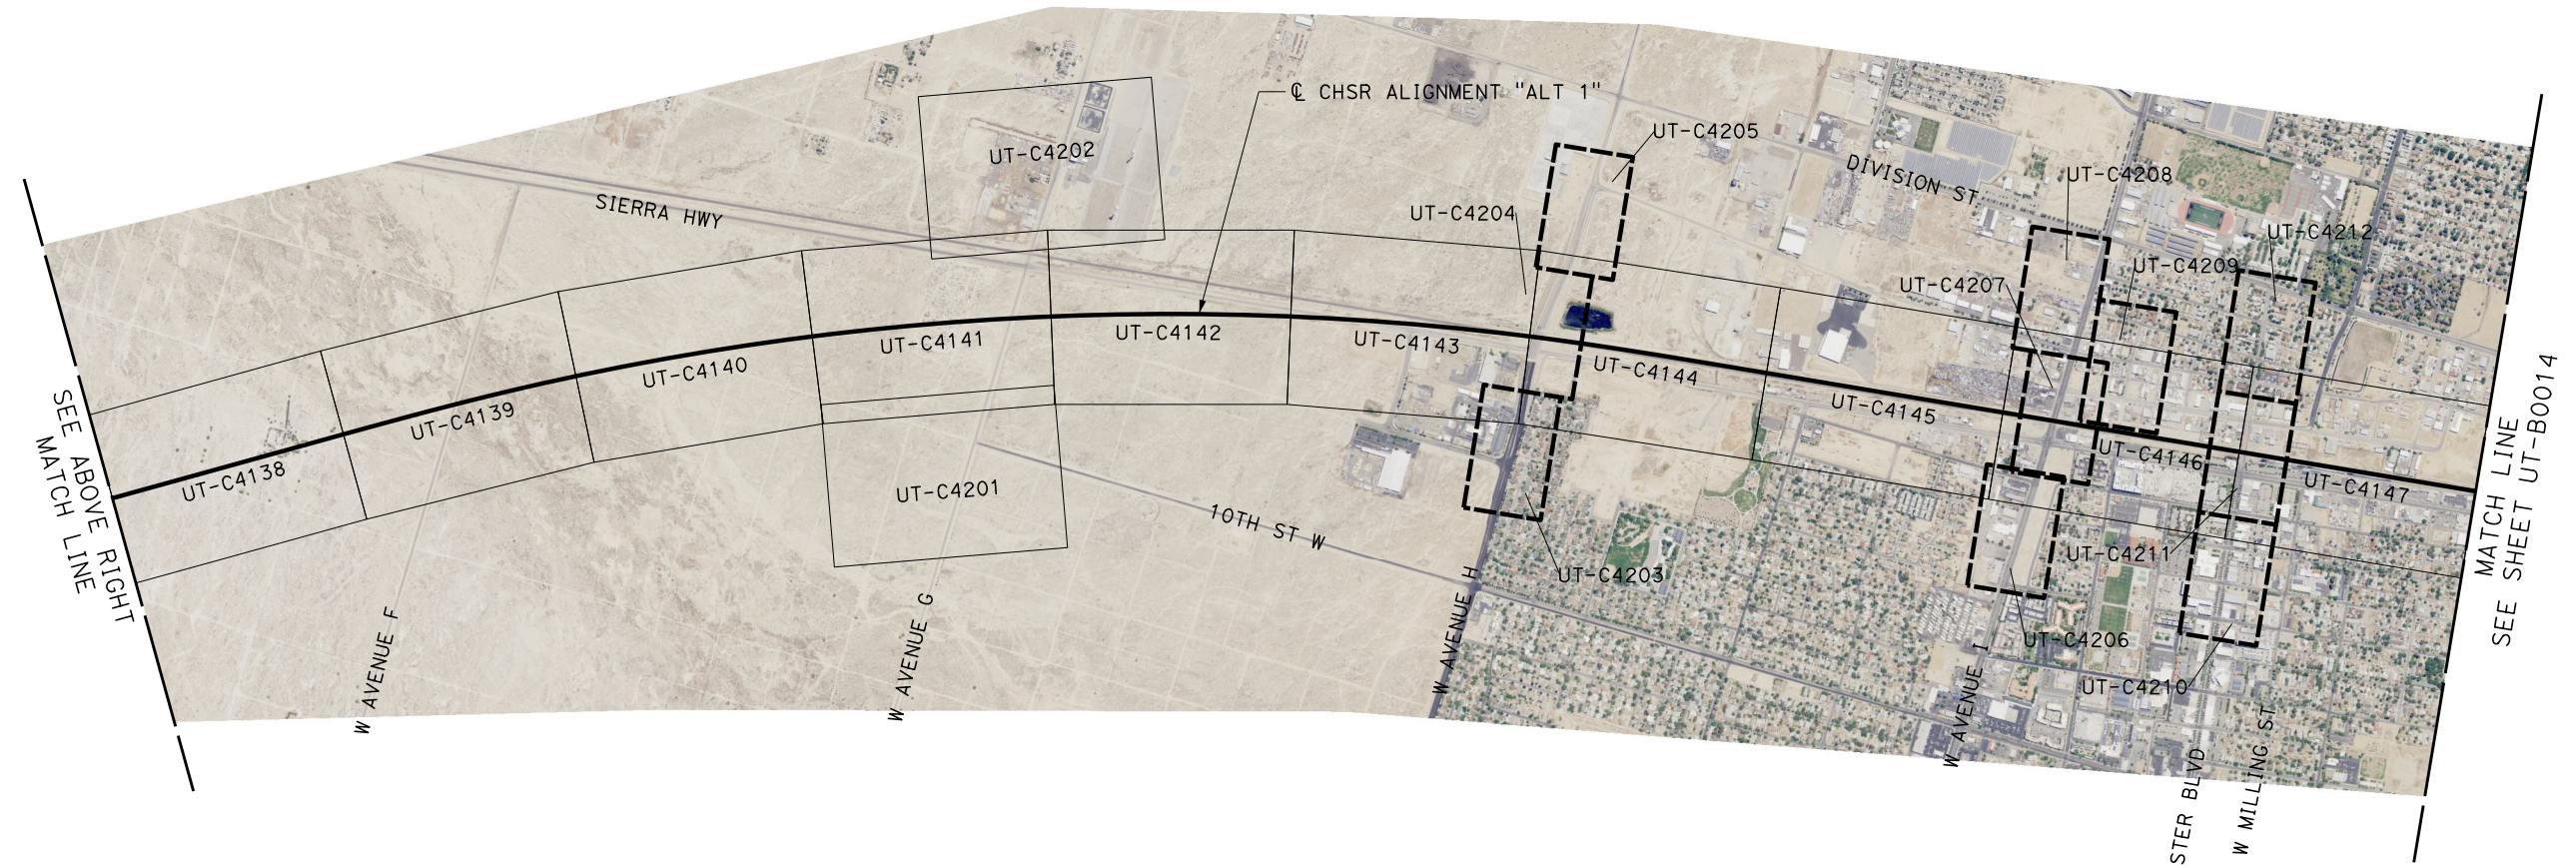 ℄ CHSR ALIGNMENT "ALT 1"
UT-C4205
UT-C4202
DIVISION ST
UT-C4208
SIERRA HWY
UT-C4204
UT-C4212
UT-C4209
UT-C4207
UT-C4141
UT-C4142
UT-C4143
UT-C4140
UT-C4144
UT-C4139
UT-C4145
UT-C4138
UT-C4146
UT-C4147
UT-C4201
10TH ST W
UT-C4211
UT-C4203
UT-C4206
UT-C4210
W AVENUE F
W AVENUE G
W AVENUE H
W AVENUE I
STER BLVD
W MILLING ST
SEE ABOVE RIGHT
MATCH LINE
MATCH LINE
SEE SHEET UT-B0014